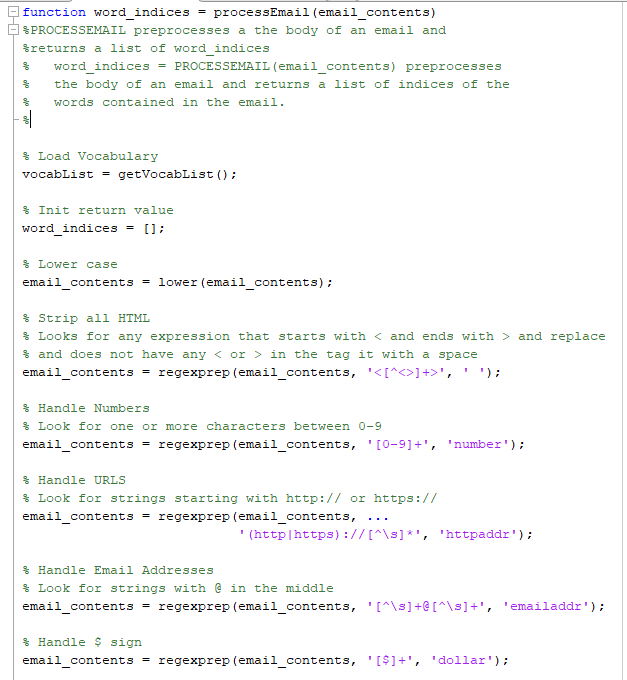 function word_indices = processEmail(email_contents)
%PROCESSEMAIL preprocesses a the body of an email and
%returns a list of word_indices
%   word_indices = PROCESSEMAIL(email_contents) preprocesses
%   the body of an email and returns a list of indices of the
%   words contained in the email.
%
% Load Vocabulary
vocabList = getVocabList();
% Init return value
word_indices = [];
% Lower case
email_contents = lower(email_contents);
% Strip all HTML
% Looks for any expression that starts with < and ends with > and replace
% and does not have any < or > in the tag it with a space
email_contents = regexprep(email_contents, '<[^<>]+>', ' ');
% Handle Numbers
% Look for one or more characters between 0-9
email_contents = regexprep(email_contents, '[0-9]+', 'number');
% Handle URLS
% Look for strings starting with http:// or https://
email_contents = regexprep(email_contents, ...
                           '(http|https)://[^\s]*', 'httpaddr');
% Handle Email Addresses
% Look for strings with @ in the middle
email_contents = regexprep(email_contents, '[^\s]+@[^\s]+', 'emailaddr');
% Handle $ sign
email_contents = regexprep(email_contents, '[$]+', 'dollar');